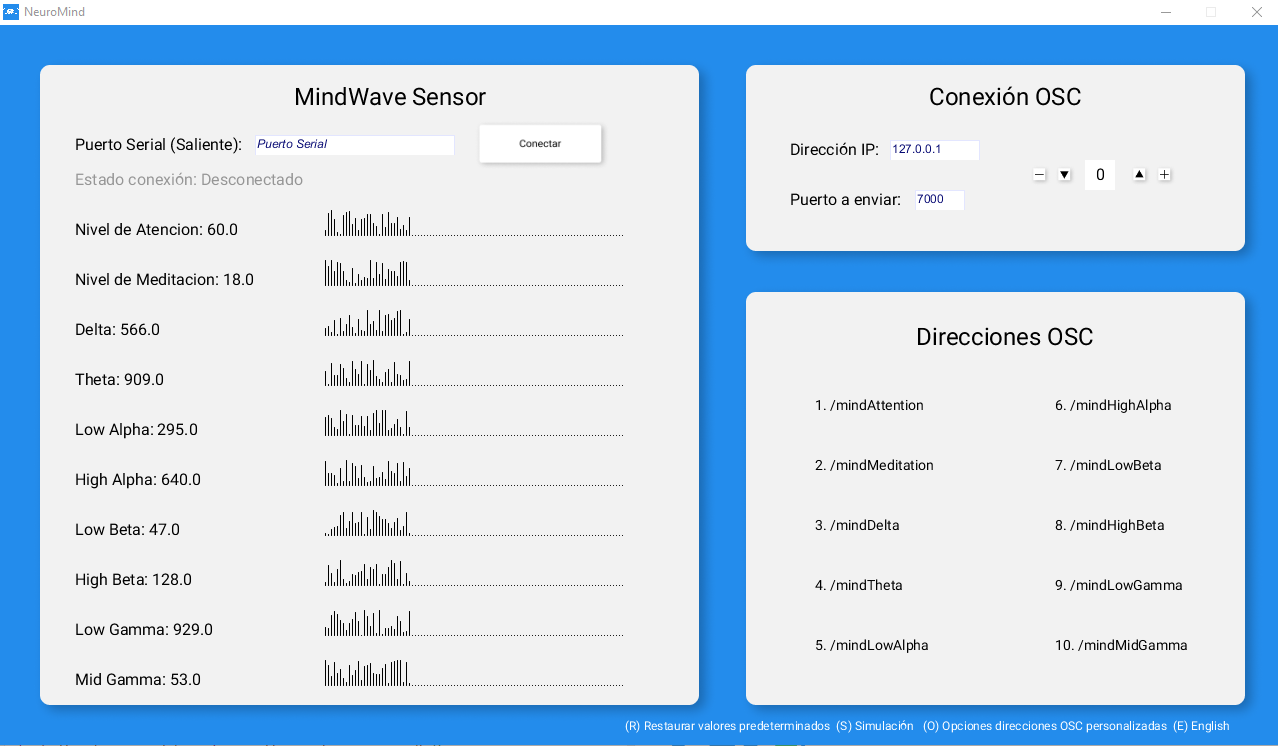 NeuroMind
MindWave Sensor
Puerto Serial (Saliente): Puerto Serial Conectar
Estado conexión: Desconectado
Nivel de Atencion: 60.0
Nivel de Meditacion: 18.0
Delta: 566.0
Theta: 909.0
Low Alpha: 295.0
High Alpha: 640.0
Low Beta: 47.0
High Beta: 128.0
Low Gamma: 929.0
Mid Gamma: 53.0
Conexión OSC
Dirección IP: 127.0.0.1
− ▼ 0 ▲ +
Puerto a enviar: 7000
Direcciones OSC
1. /mindAttention
2. /mindMeditation
3. /mindDelta
4. /mindTheta
5. /mindLowAlpha
6. /mindHighAlpha
7. /mindLowBeta
8. /mindHighBeta
9. /mindLowGamma
10. /mindMidGamma
(R) Restaurar valores predeterminados (S) Simulación (O) Opciones direcciones OSC personalizadas (E) English